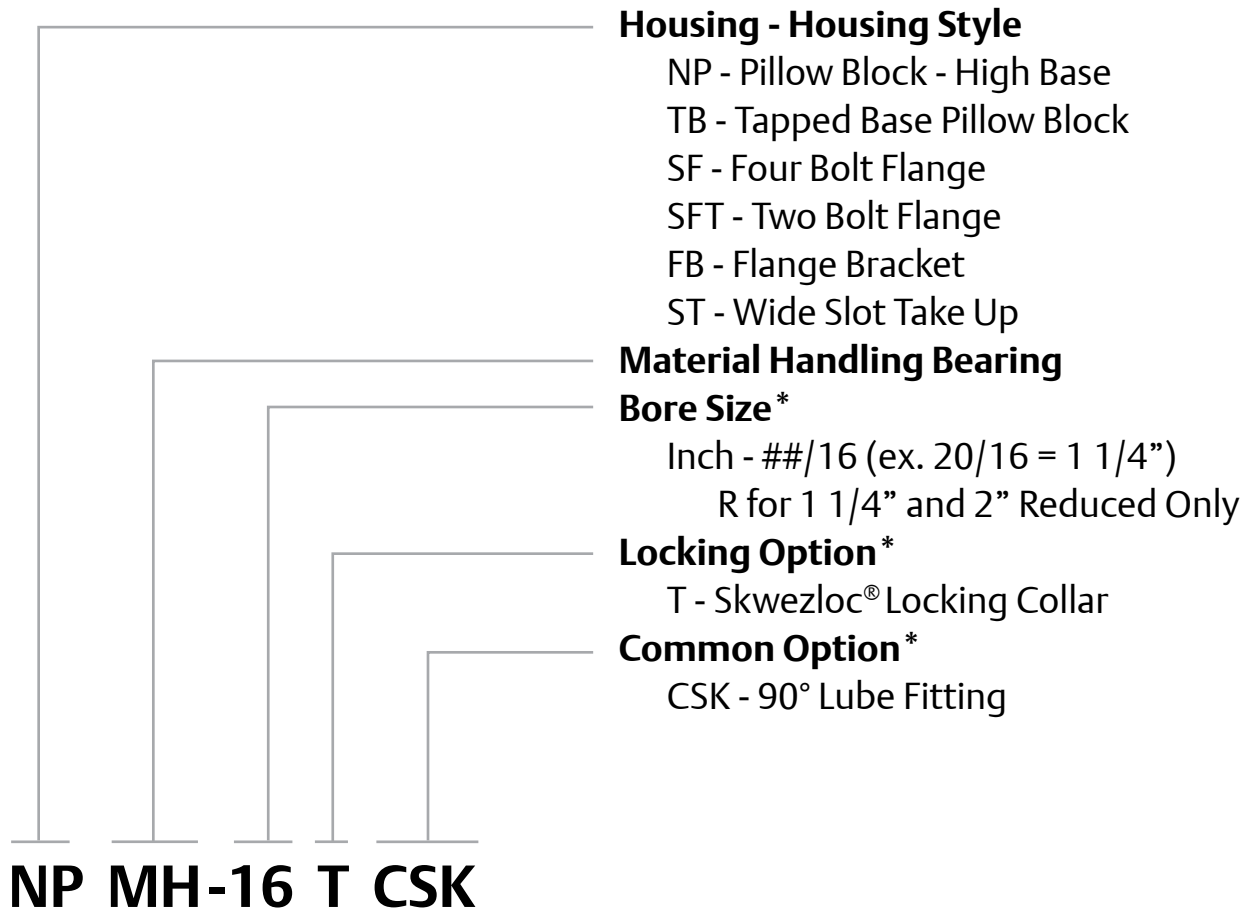 Housing - Housing Style
NP - Pillow Block - High Base
TB - Tapped Base Pillow Block
SF - Four Bolt Flange
SFT - Two Bolt Flange
FB - Flange Bracket
ST - Wide Slot Take Up
Material Handling Bearing
Bore Size*
Inch - ##/16 (ex. 20/16 = 1 1/4”)
R for 1 1/4” and 2” Reduced Only
Locking Option*
T - Skwezloc® Locking Collar
Common Option*
CSK - 90° Lube Fitting
NP MH-16 T CSK